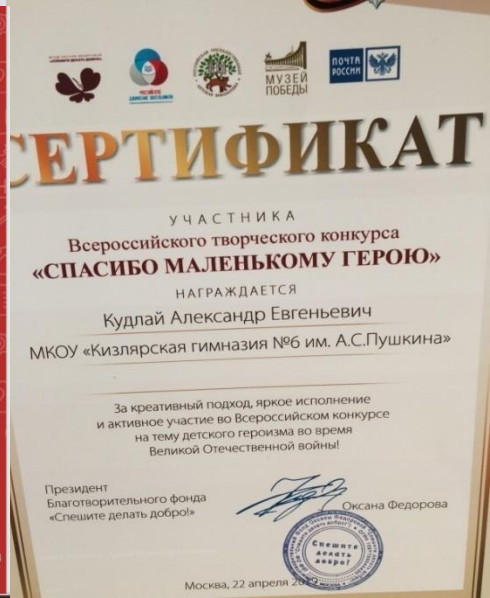 МУЗЕЙ
ПОБЕДЫ
ПОЧТА
РОССИИ
СЕРТИФИКАТ
УЧАСТНИКА
Всероссийского творческого конкурса
«СПАСИБО МАЛЕНЬКОМУ ГЕРОЮ»
НАГРАЖДАЕТСЯ
Кудлай Александр Евгеньевич
МКОУ «Кизлярская гимназия №6 им. А.С.Пушкина»
За креативный подход, яркое исполнение
и активное участие во Всероссийском конкурсе
на тему детского героизма во время
Великой Отечественной войны!
Президент
Благотворительного фонда
«Спешите делать добро!»
Оксана Федорова
Спешите
делать
добро!
Москва, 22 апреля